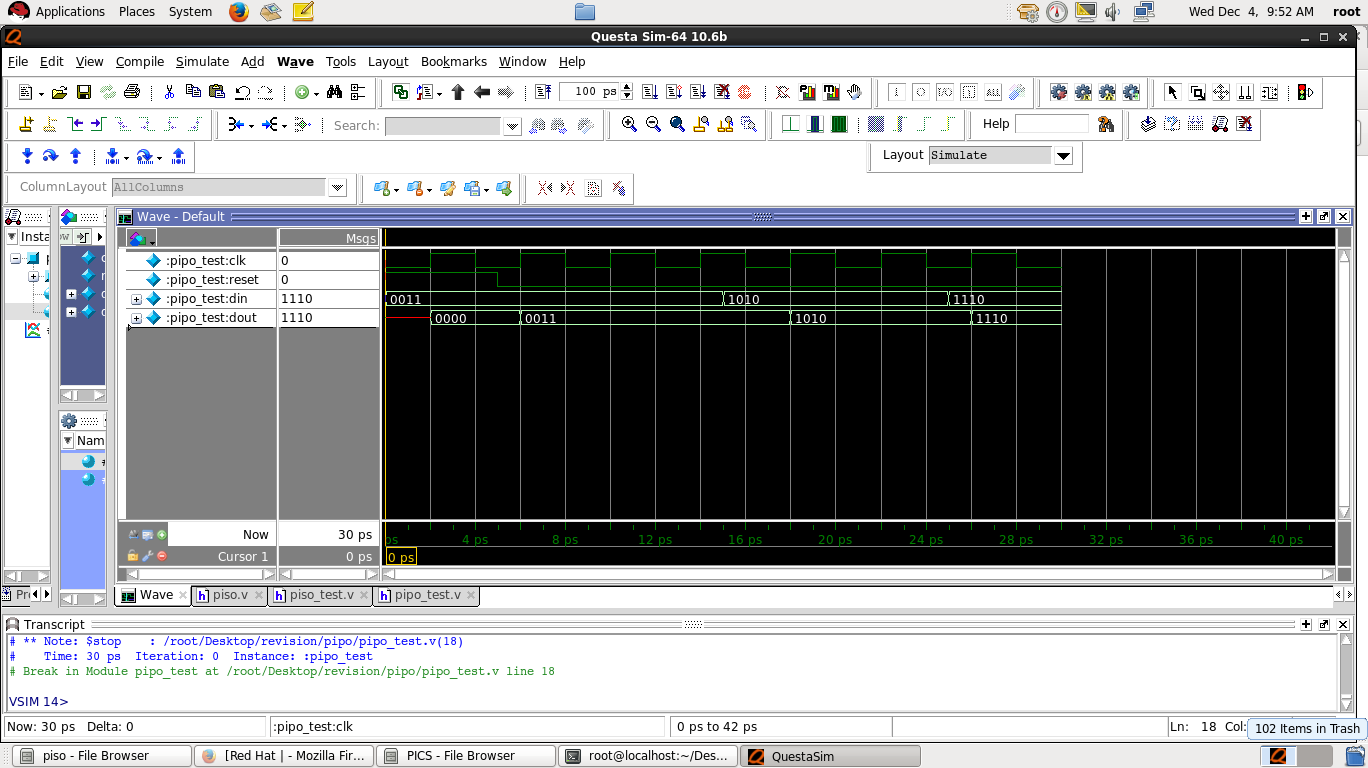 Applications Places System Wed Dec 4, 9:52 AM root
Questa Sim-64 10.6b
File Edit View Compile Simulate Add Wave Tools Layout Bookmarks Window Help
100 ps
Search: Help
Layout Simulate
ColumnLayout AllColumns
Wave - Default
Insta
Msgs
:pipo_test:clk 0
:pipo_test:reset 0
:pipo_test:din 1110 0011 1010 1110
:pipo_test:dout 1110 0000 0011 1010 1110
Nam
Now 30 ps ps 4 ps 8 ps 12 ps 16 ps 20 ps 24 ps 28 ps 32 ps 36 ps 40 ps
Cursor 1 0 ps 0 ps
Wave piso.v piso_test.v pipo_test.v
Transcript
# ** Note: $stop : /root/Desktop/revision/pipo/pipo_test.v(18)
# Time: 30 ps Iteration: 0 Instance: :pipo_test
# Break in Module pipo_test at /root/Desktop/revision/pipo/pipo_test.v line 18
VSIM 14>
Now: 30 ps Delta: 0 :pipo_test:clk 0 ps to 42 ps Ln: 18 Col:
102 Items in Trash
piso - File Browser [Red Hat | - Mozilla Fir... PICS - File Browser root@localhost:~/Des... QuestaSim